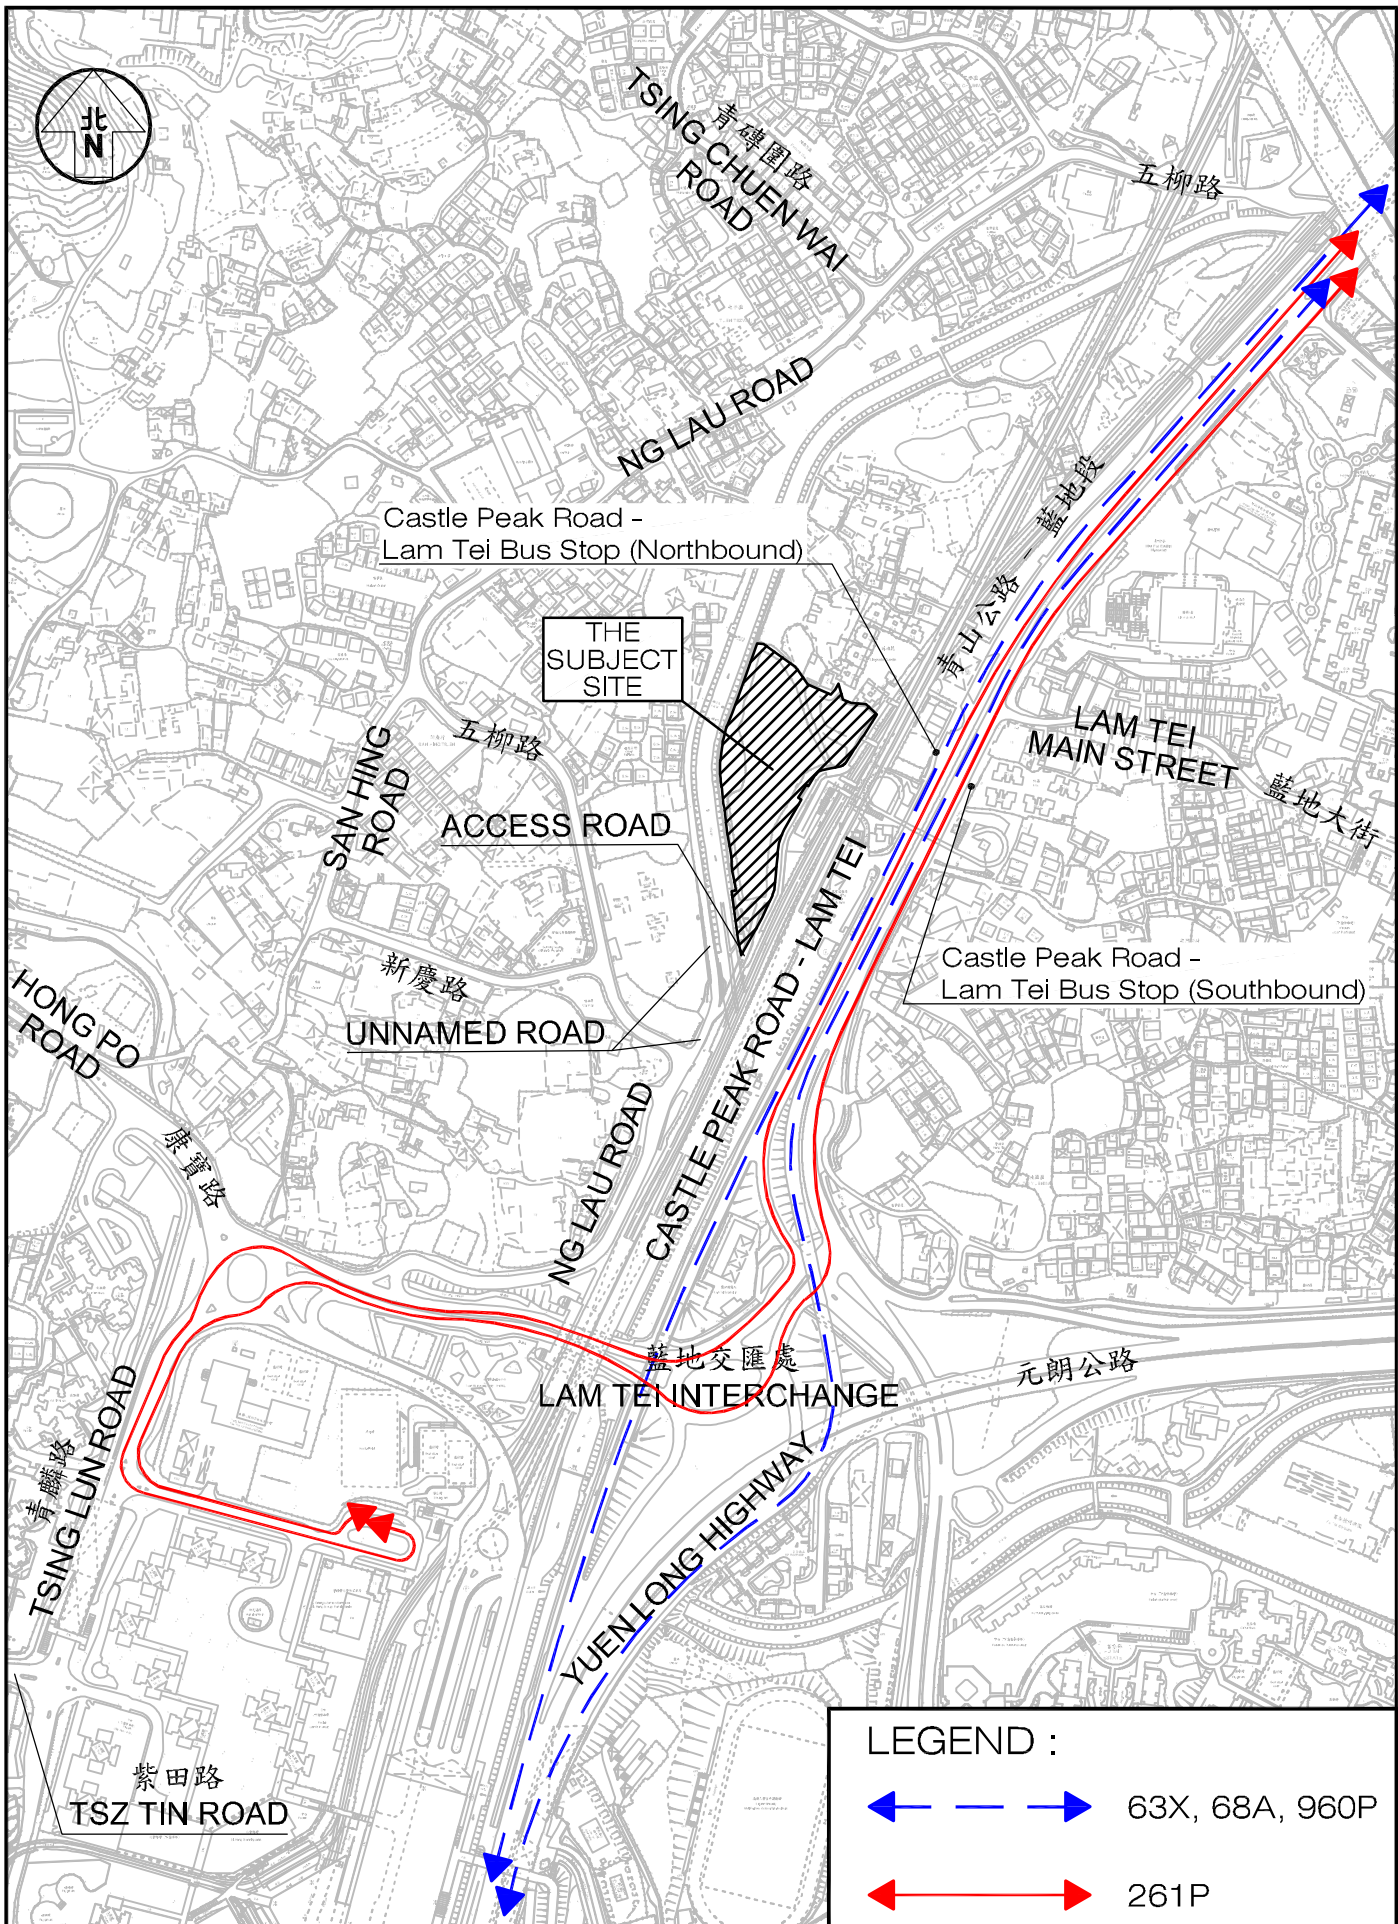 北
N
TSING CHUEN WAI
ROAD
青磚圍路
五柳路
NG LAU ROAD
Castle Peak Road -
Lam Tei Bus Stop (Northbound)
青山公路 - 藍地段
THE
SUBJECT
SITE
五柳路
SAN HING
ROAD
LAM TEI
MAIN STREET
藍地大街
ACCESS ROAD
CASTLE PEAK ROAD - LAM TEI
Castle Peak Road -
Lam Tei Bus Stop (Southbound)
新慶路
HONG PO
ROAD
UNNAMED ROAD
康寶路
NG LAU ROAD
藍地交匯處
LAM TEI INTERCHANGE
元朗公路
青麟路
TSING LUN ROAD
YUEN LONG HIGHWAY
紫田路
TSZ TIN ROAD
LEGEND :
63X, 68A, 960P
261P